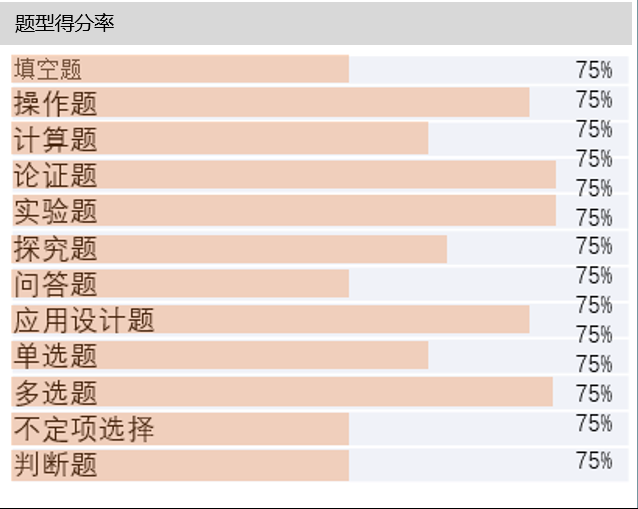 题型得分率
填空题 75%
操作题 75%
计算题 75%
75%
论证题 75%
实验题 75%
探究题 75%
问答题 75%
75%
应用设计题 75%
单选题 75%
多选题 75%
不定项选择 75%
判断题 75%